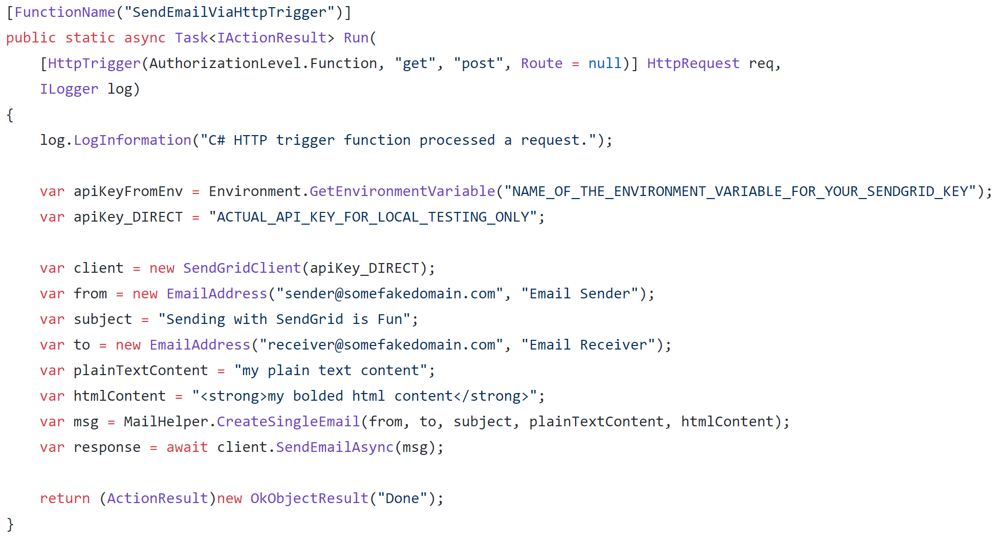 [FunctionName("SendEmailViaHttpTrigger")]
public static async Task<IActionResult> Run(
    [HttpTrigger(AuthorizationLevel.Function, "get", "post", Route = null)] HttpRequest req,
    ILogger log)
{
    log.LogInformation("C# HTTP trigger function processed a request.");

    var apiKeyFromEnv = Environment.GetEnvironmentVariable("NAME_OF_THE_ENVIRONMENT_VARIABLE_FOR_YOUR_SENDGRID_KEY");
    var apiKey_DIRECT = "ACTUAL_API_KEY_FOR_LOCAL_TESTING_ONLY";

    var client = new SendGridClient(apiKey_DIRECT);
    var from = new EmailAddress("sender@somefakedomain.com", "Email Sender");
    var subject = "Sending with SendGrid is Fun";
    var to = new EmailAddress("receiver@somefakedomain.com", "Email Receiver");
    var plainTextContent = "my plain text content";
    var htmlContent = "<strong>my bolded html content</strong>";
    var msg = MailHelper.CreateSingleEmail(from, to, subject, plainTextContent, htmlContent);
    var response = await client.SendEmailAsync(msg);

    return (ActionResult)new OkObjectResult("Done");
}